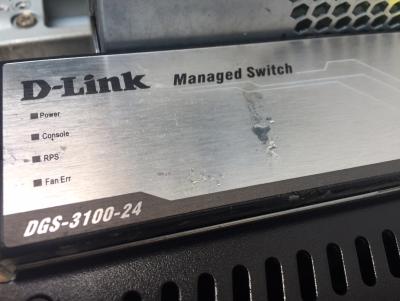 D-Link Managed Switch
Power
Console
RPS
Fan Err
DGS-3100-24